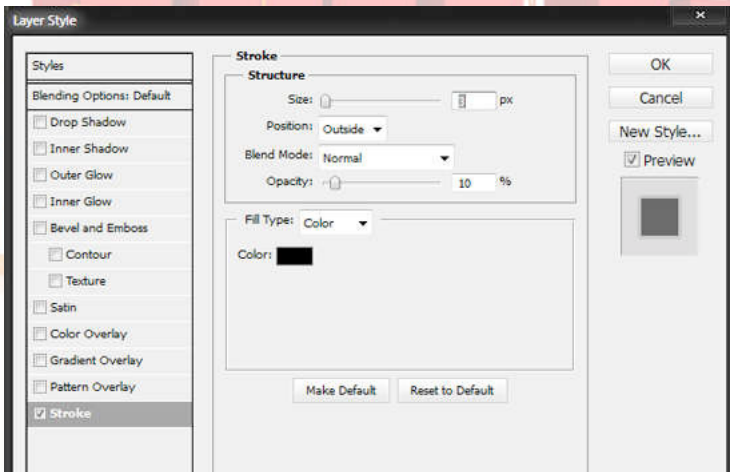 Layer Style
Styles
Blending Options: Default
Drop Shadow
Inner Shadow
Outer Glow
Inner Glow
Bevel and Emboss
Contour
Texture
Satin
Color Overlay
Gradient Overlay
Pattern Overlay
Stroke
Stroke
Structure
Size: px
Position: Outside
Blend Mode: Normal
Opacity: 10 %
Fill Type: Color
Color:
Make Default Reset to Default
OK
Cancel
New Style...
Preview